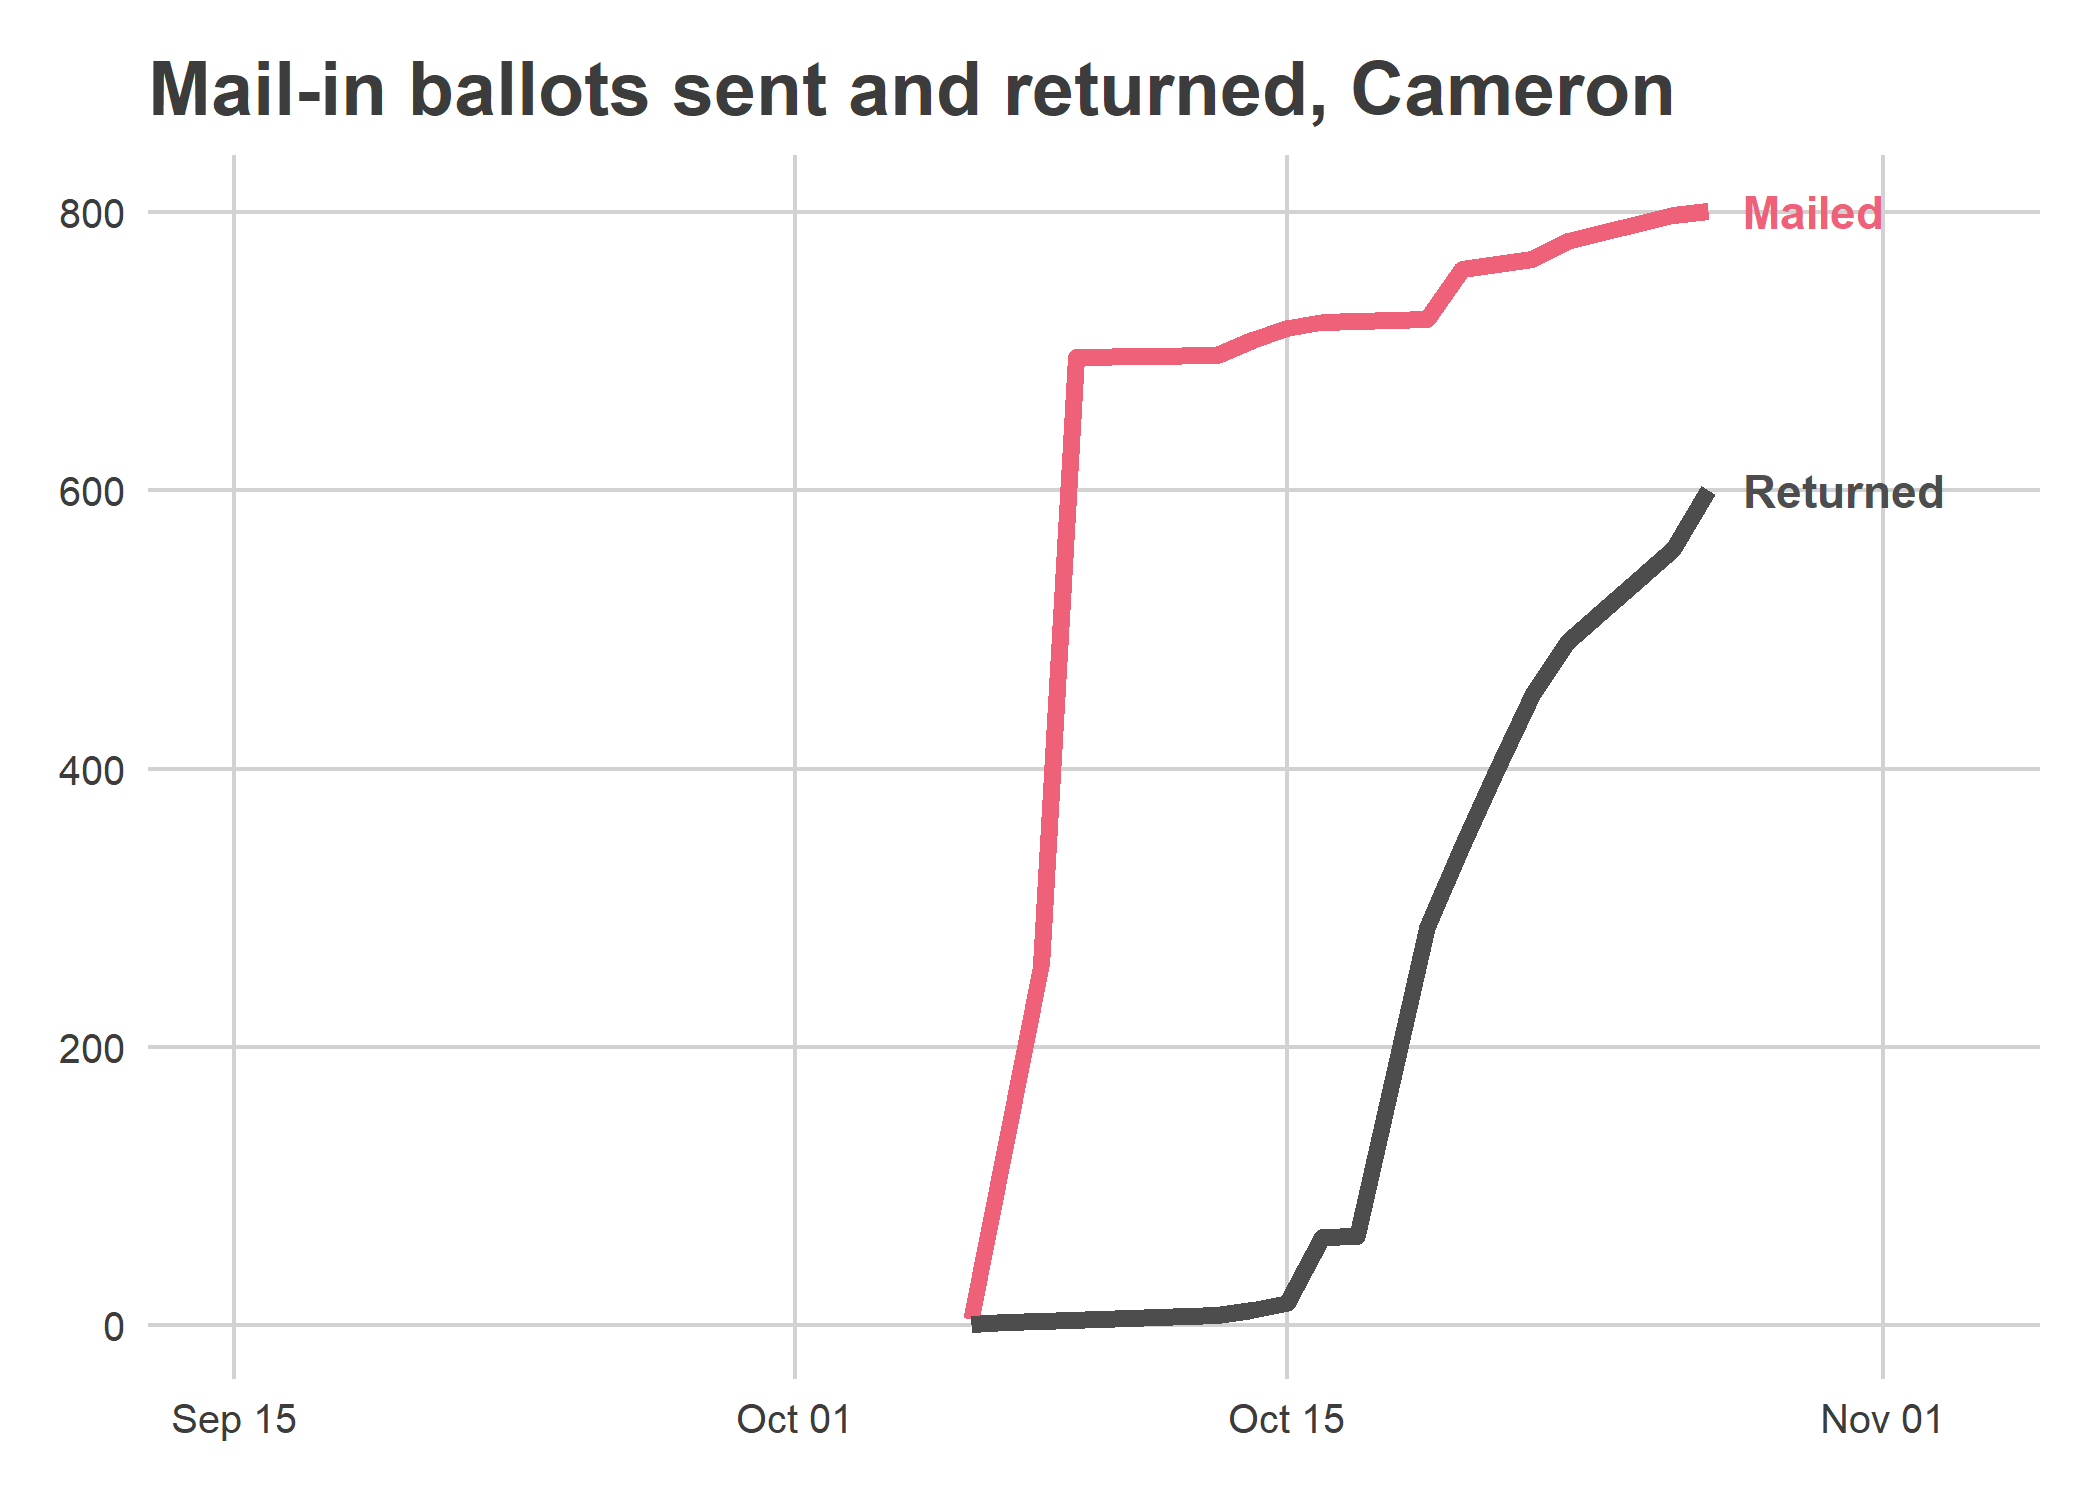 Mail-in ballots sent and returned, Cameron
800
Mailed
600
Returned
400
200
0
Sep 15
Oct 01
Oct 15
Nov 01